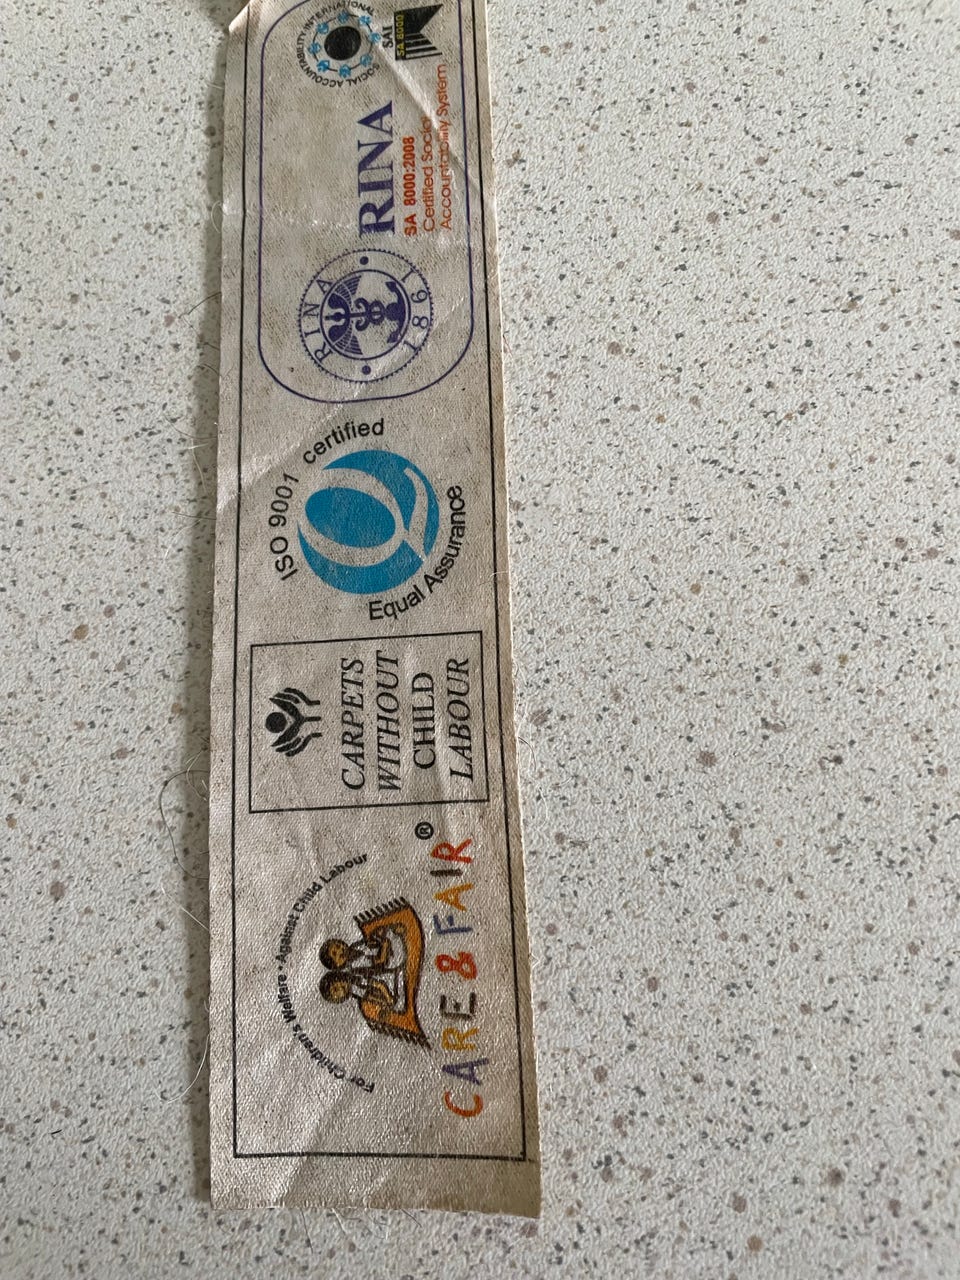 For Children's Welfare • Against Child Labour
CARE & FAIR®
CARPETS
WITHOUT
CHILD
LABOUR
ISO 9001 certified
Equal Assurance
RINA
1861
RINA
SA 8000:2008
Certified Social
Accountability System
SOCIAL ACCOUNTABILITY INTERNATIONAL
SAI
SA 8000